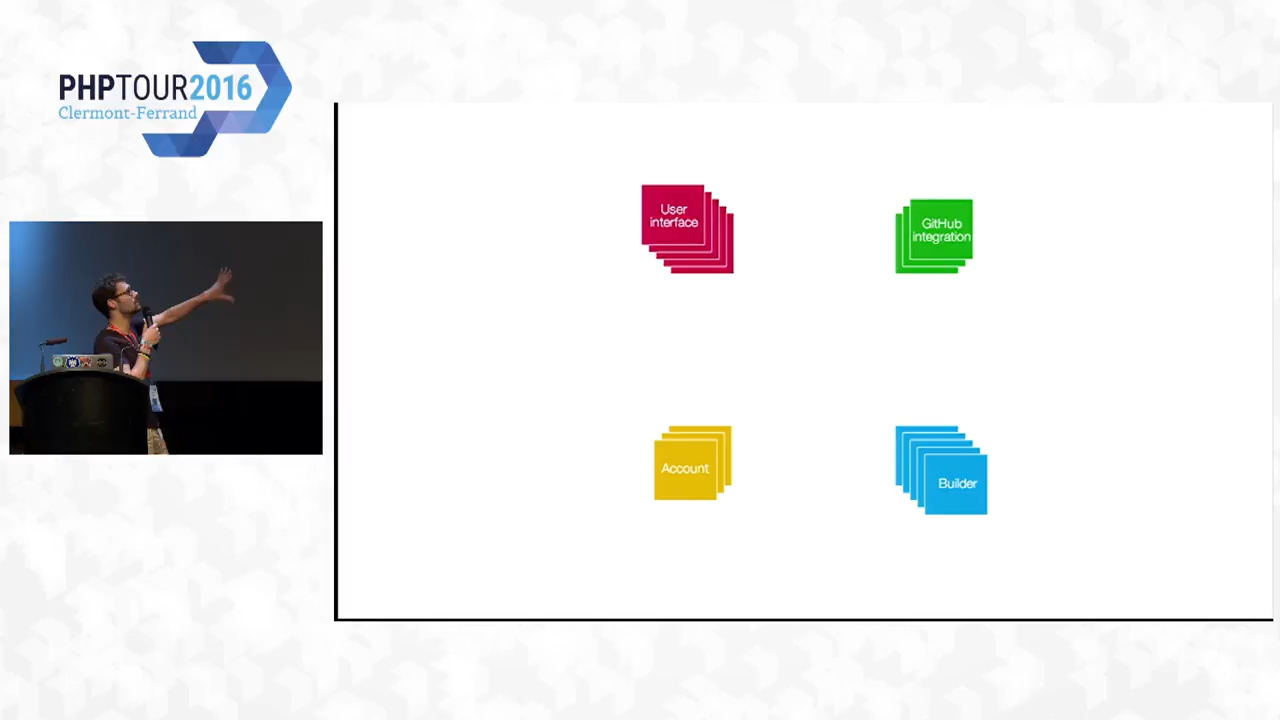 PHPTOUR2016
Clermont-Ferrand
User
interface
GitHub
integration
Account
Builder